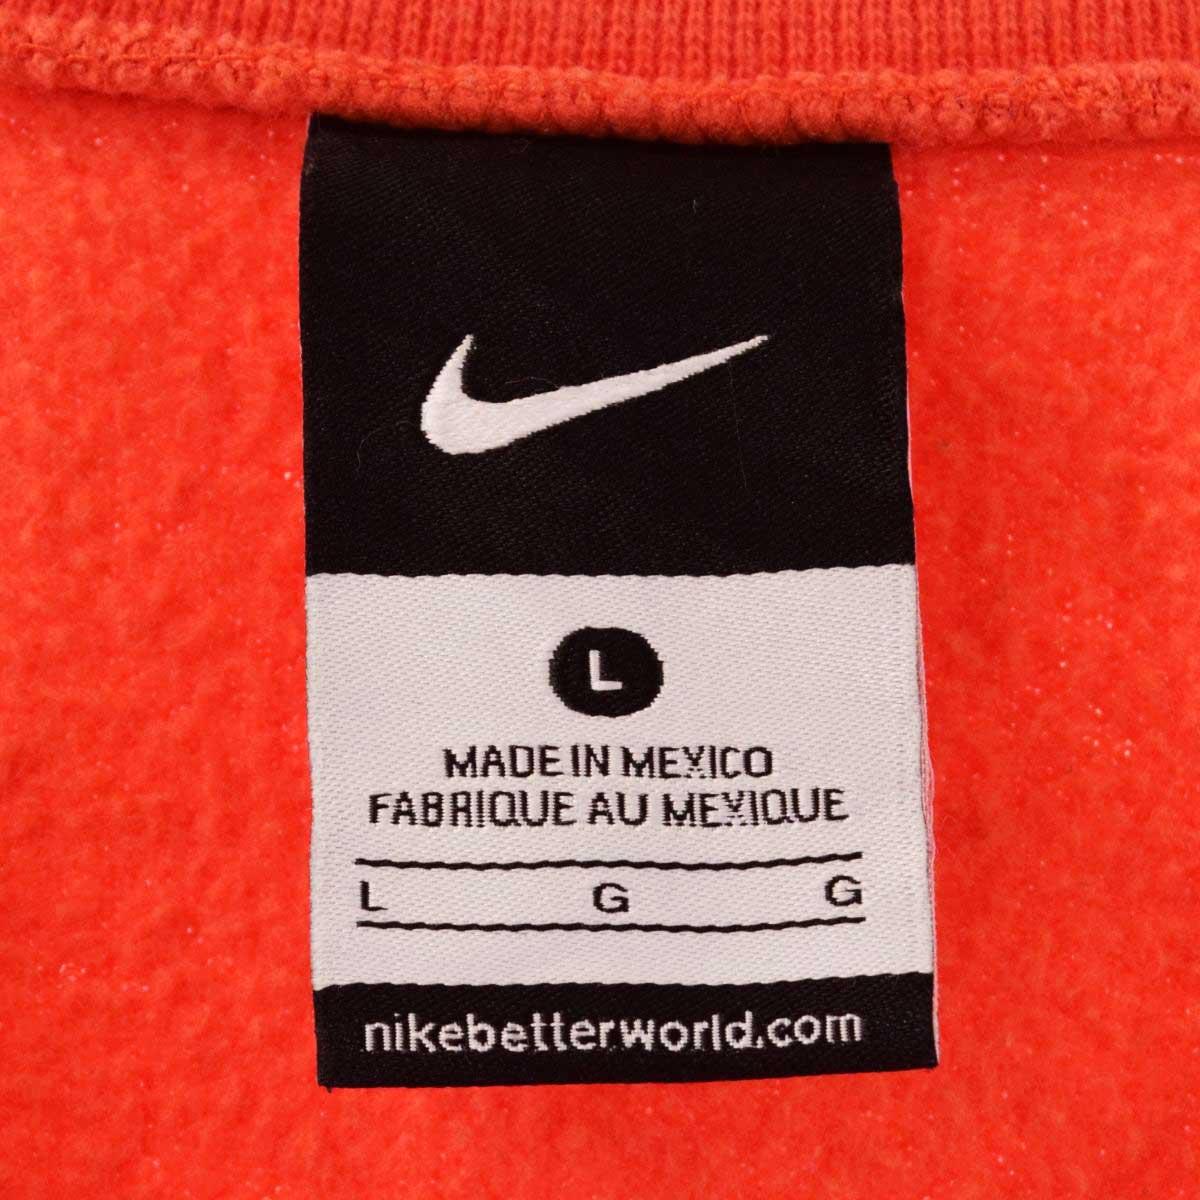 L
MADE IN MEXICO
FABRIQUE AU MEXIQUE
L G G
nikebetterworld.com